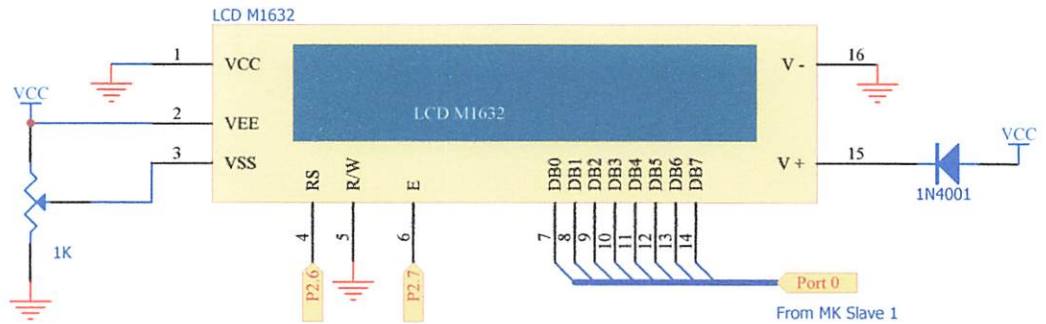 LCD M1632
1 VCC V - 16
VCC
2 VEE LCD M1632
3 VSS V + 15 VCC
RS R/W E DB0 DB1 DB2 DB3 DB4 DB5 DB6 DB7
1N4001
4 5 6 7 8 9 10 11 12 13 14
1K
P2.6 P2.7 Port 0
From MK Slave 1